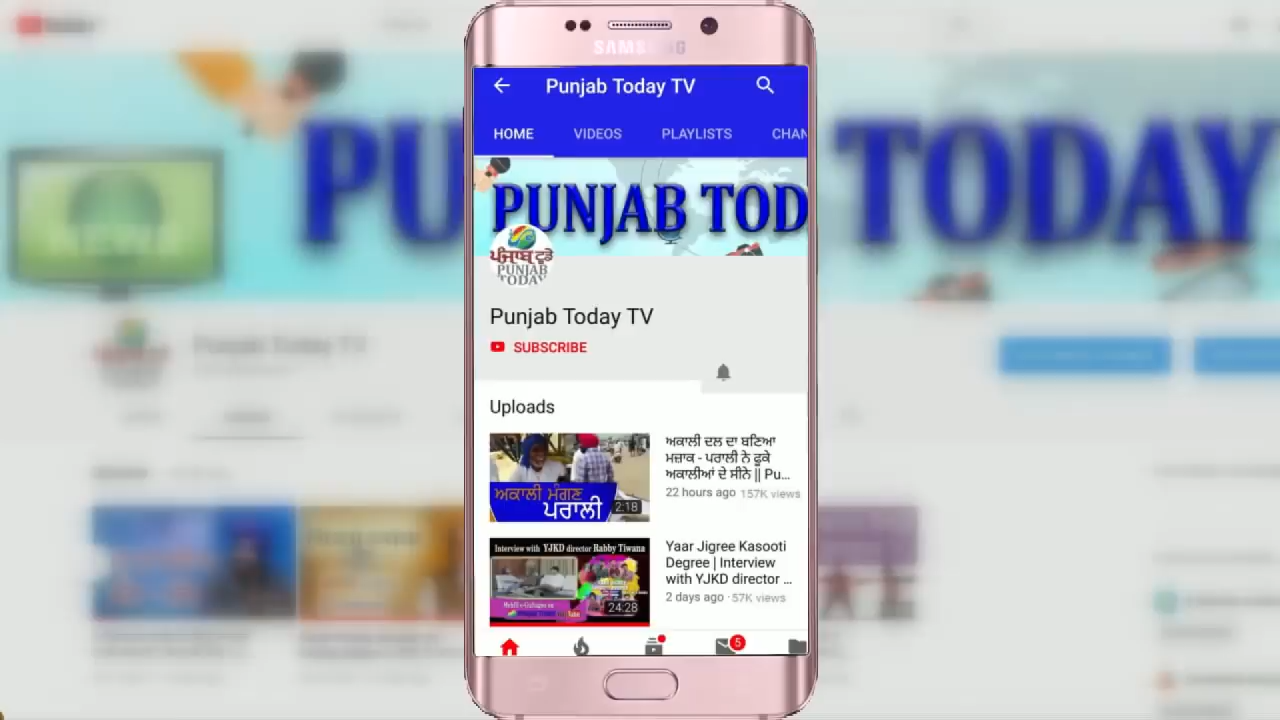 SAMSUNG
Punjab Today TV
HOME VIDEOS PLAYLISTS CHAN
PUNJAB TOD
PU TODAY
ਪੰਜਾਬ ਟੂਡੇ
PUNJAB
TODAY
Punjab Today TV
SUBSCRIBE
Punjab Today TV
Uploads
ਅਕਾਲੀ ਮੰਗਣ
ਪਰਾਲੀ
2:18
ਅਕਾਲੀ ਦਲ ਦਾ ਬਣਿਆ
ਮਜ਼ਾਕ - ਪਰਾਲੀ ਨੇ ਫੂਕੇ
ਅਕਾਲੀਆਂ ਦੇ ਸੀਨੇ || Pu...
22 hours ago 157K views
Interview with YJKD director Rabby Tiwana
24:28
Yaar Jigree Kasooti
Degree | Interview
with YJKD director ...
2 days ago · 57K views
5